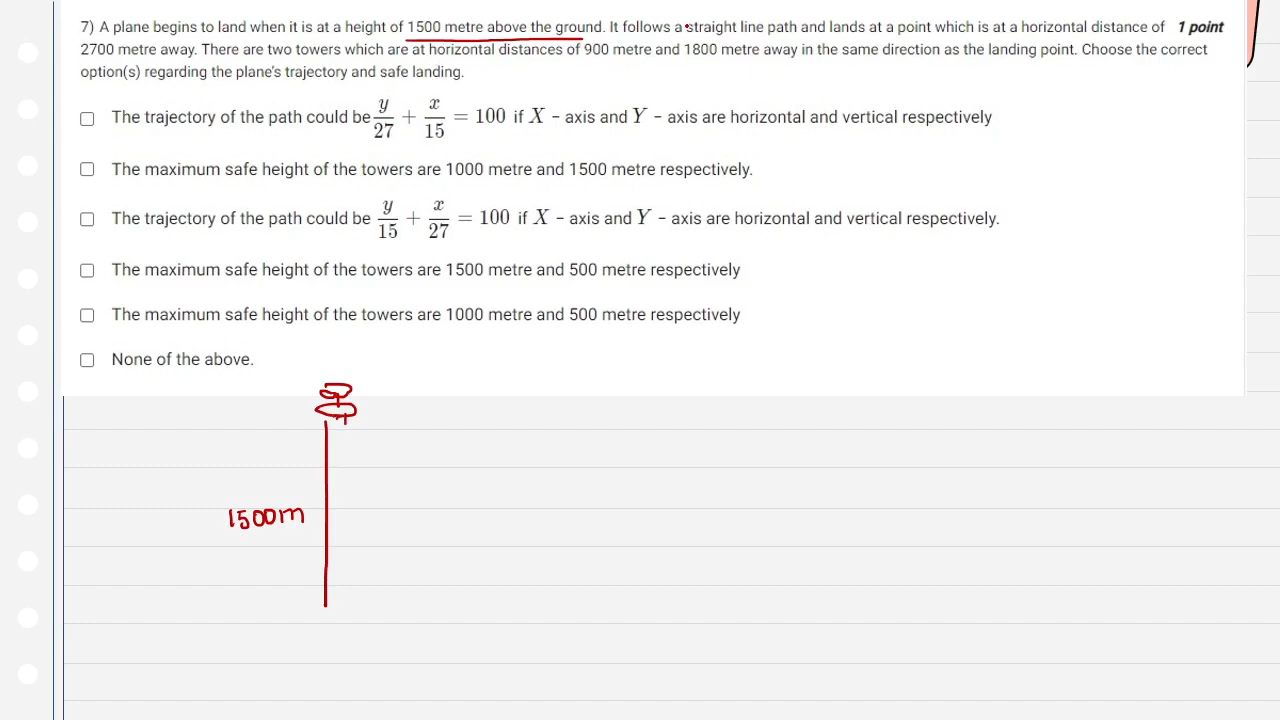 7) A plane begins to land when it is at a height of 1500 metre above the ground. It follows a straight line path and lands at a point which is at a horizontal distance of 1 point
2700 metre away. There are two towers which are at horizontal distances of 900 metre and 1800 metre away in the same direction as the landing point. Choose the correct
option(s) regarding the plane's trajectory and safe landing.
The trajectory of the path could be y/27 + x/15 = 100 if X - axis and Y - axis are horizontal and vertical respectively
The maximum safe height of the towers are 1000 metre and 1500 metre respectively.
The trajectory of the path could be y/15 + x/27 = 100 if X - axis and Y - axis are horizontal and vertical respectively.
The maximum safe height of the towers are 1500 metre and 500 metre respectively
The maximum safe height of the towers are 1000 metre and 500 metre respectively
None of the above.
1500m